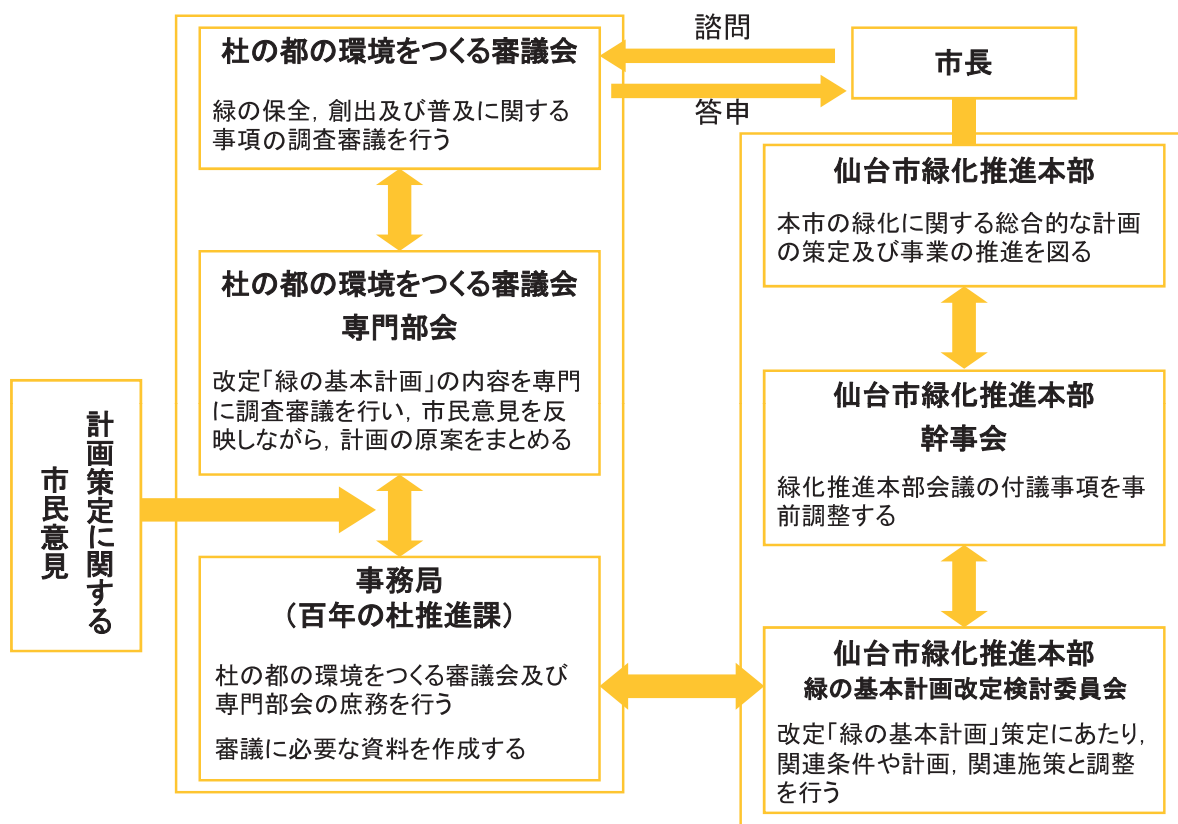 杜の都の環境をつくる審議会
緑の保全，創出及び普及に関する
事項の調査審議を行う
諮問
答申
市長
杜の都の環境をつくる審議会
専門部会
改定「緑の基本計画」の内容を専門
に調査審議を行い，市民意見を反
映しながら，計画の原案をまとめる
計画策定に関する
市民意見
事務局
（百年の杜推進課）
杜の都の環境をつくる審議会及び
専門部会の庶務を行う
審議に必要な資料を作成する
仙台市緑化推進本部
本市の緑化に関する総合的な計画
の策定及び事業の推進を図る
仙台市緑化推進本部
幹事会
緑化推進本部会議の付議事項を事
前調整する
仙台市緑化推進本部
緑の基本計画改定検討委員会
改定「緑の基本計画」策定にあたり，
関連条件や計画，関連施策と調整
を行う